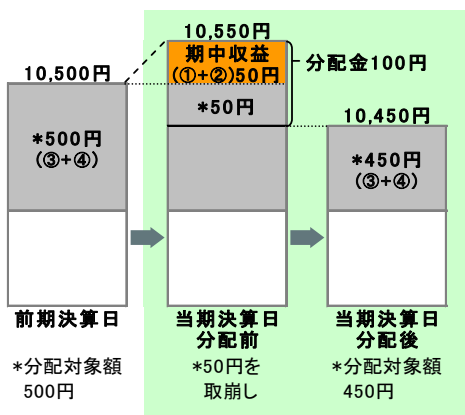 10,550円
期中収益
(①+②)50円
分配金100円
10,500円
*50円
10,450円
*500円
(③+④)
*450円
(③+④)
前期決算日
当期決算日
分配前
当期決算日
分配後
*分配対象額
500円
*50円を
取崩し
*分配対象額
450円